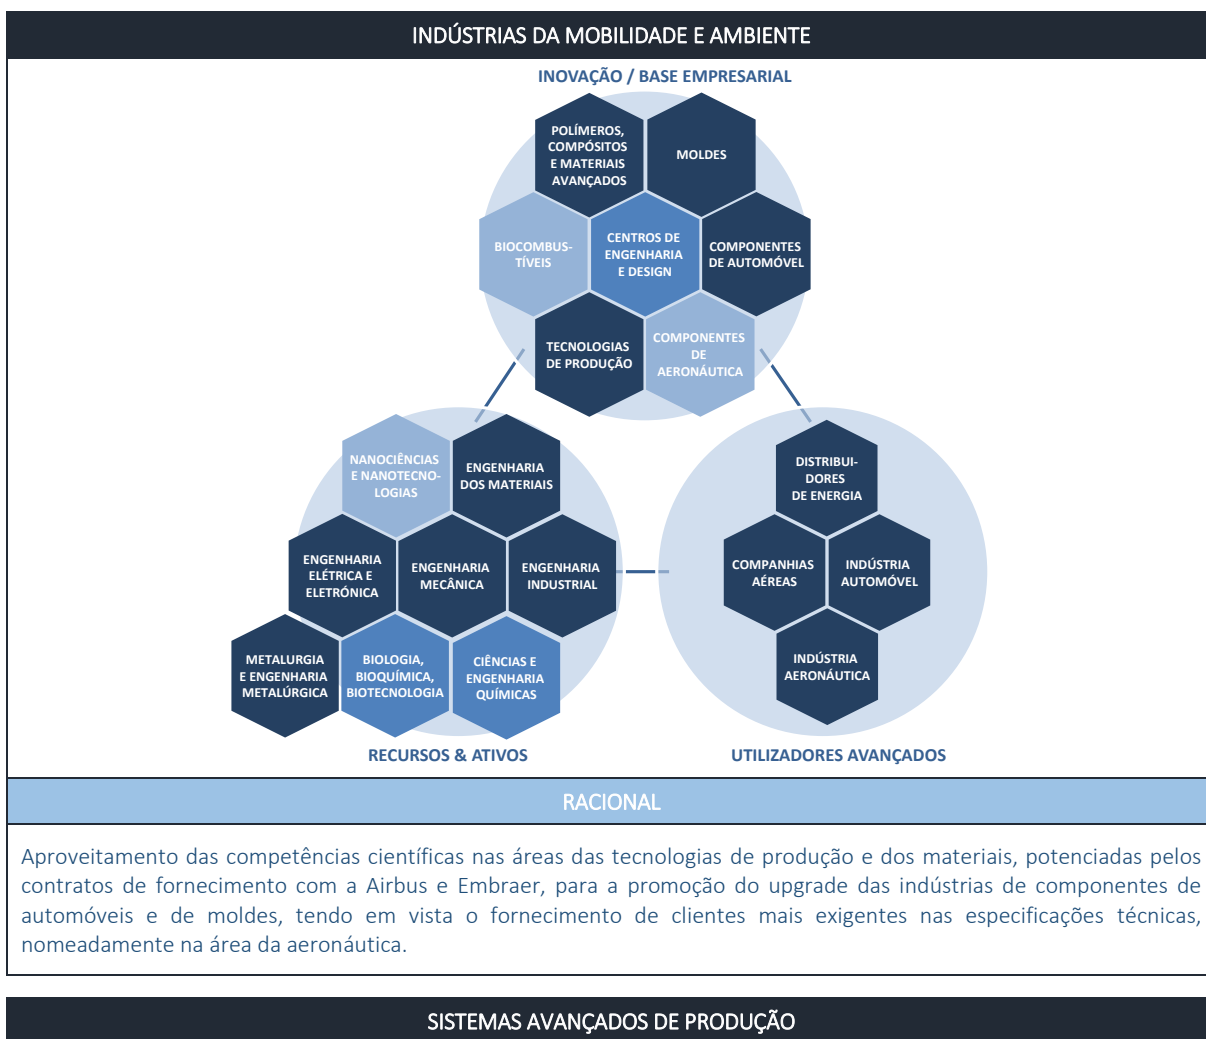 INDÚSTRIAS DA MOBILIDADE E AMBIENTE
INOVAÇÃO / BASE EMPRESARIAL
POLÍMEROS,
COMPÓSITOS
E MATERIAIS
AVANÇADOS
MOLDES
BIOCOMBUS-
TÍVEIS
CENTROS DE
ENGENHARIA
E DESIGN
COMPONENTES
DE AUTOMÓVEL
TECNOLOGIAS
DE PRODUÇÃO
COMPONENTES
DE
AERONÁUTICA
NANOCIÊNCIAS
E NANOTECNO-
LOGIAS
ENGENHARIA
DOS MATERIAIS
ENGENHARIA
ELÉTRICA E
ELETRÓNICA
ENGENHARIA
MECÂNICA
ENGENHARIA
INDUSTRIAL
METALURGIA
E ENGENHARIA
METALÚRGICA
BIOLOGIA,
BIOQUÍMICA,
BIOTECNOLOGIA
CIÊNCIAS E
ENGENHARIA
QUÍMICAS
RECURSOS & ATIVOS
DISTRIBUI-
DORES
DE ENERGIA
COMPANHIAS
AÉREAS
INDÚSTRIA
AUTOMÓVEL
INDÚSTRIA
AERONÁUTICA
UTILIZADORES AVANÇADOS
RACIONAL
Aproveitamento das competências científicas nas áreas das tecnologias de produção e dos materiais, potenciadas pelos
contratos de fornecimento com a Airbus e Embraer, para a promoção do upgrade das indústrias de componentes de
automóveis e de moldes, tendo em vista o fornecimento de clientes mais exigentes nas especificações técnicas,
nomeadamente na área da aeronáutica.
SISTEMAS AVANÇADOS DE PRODUÇÃO